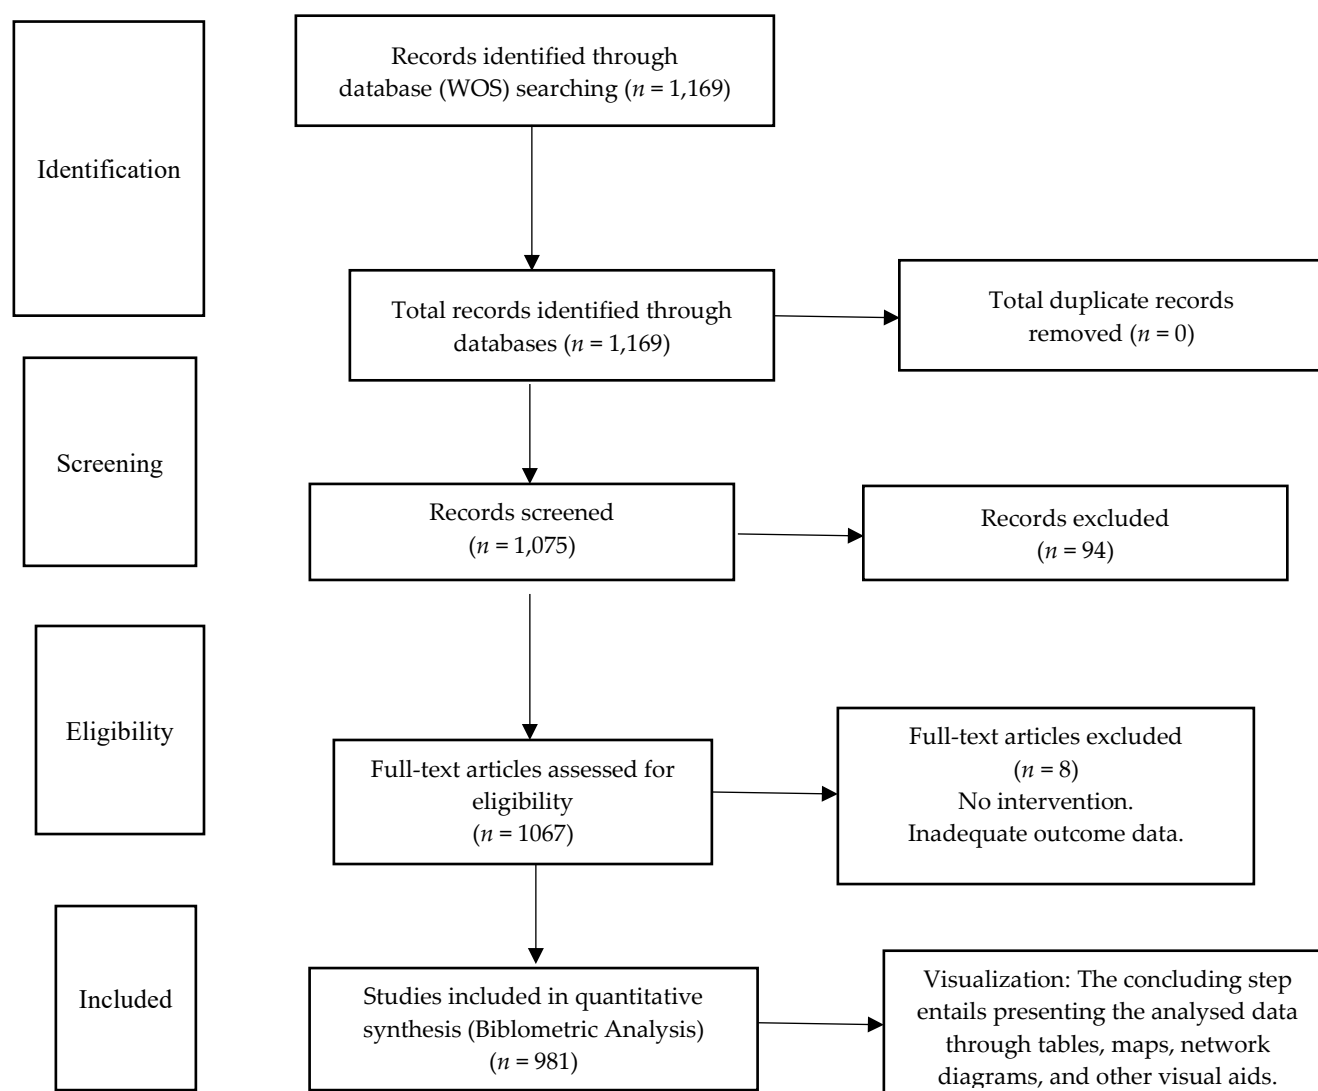 Identification
Records identified through
database (WOS) searching (n = 1,169)
Total records identified through
databases (n = 1,169)
Total duplicate records
removed (n = 0)
Screening
Records screened
(n = 1,075)
Records excluded
(n = 94)
Eligibility
Full-text articles assessed for
eligibility
(n = 1067)
Full-text articles excluded
(n = 8)
No intervention.
Inadequate outcome data.
Included
Studies included in quantitative
synthesis (Biblometric Analysis)
(n = 981)
Visualization: The concluding step
entails presenting the analysed data
through tables, maps, network
diagrams, and other visual aids.